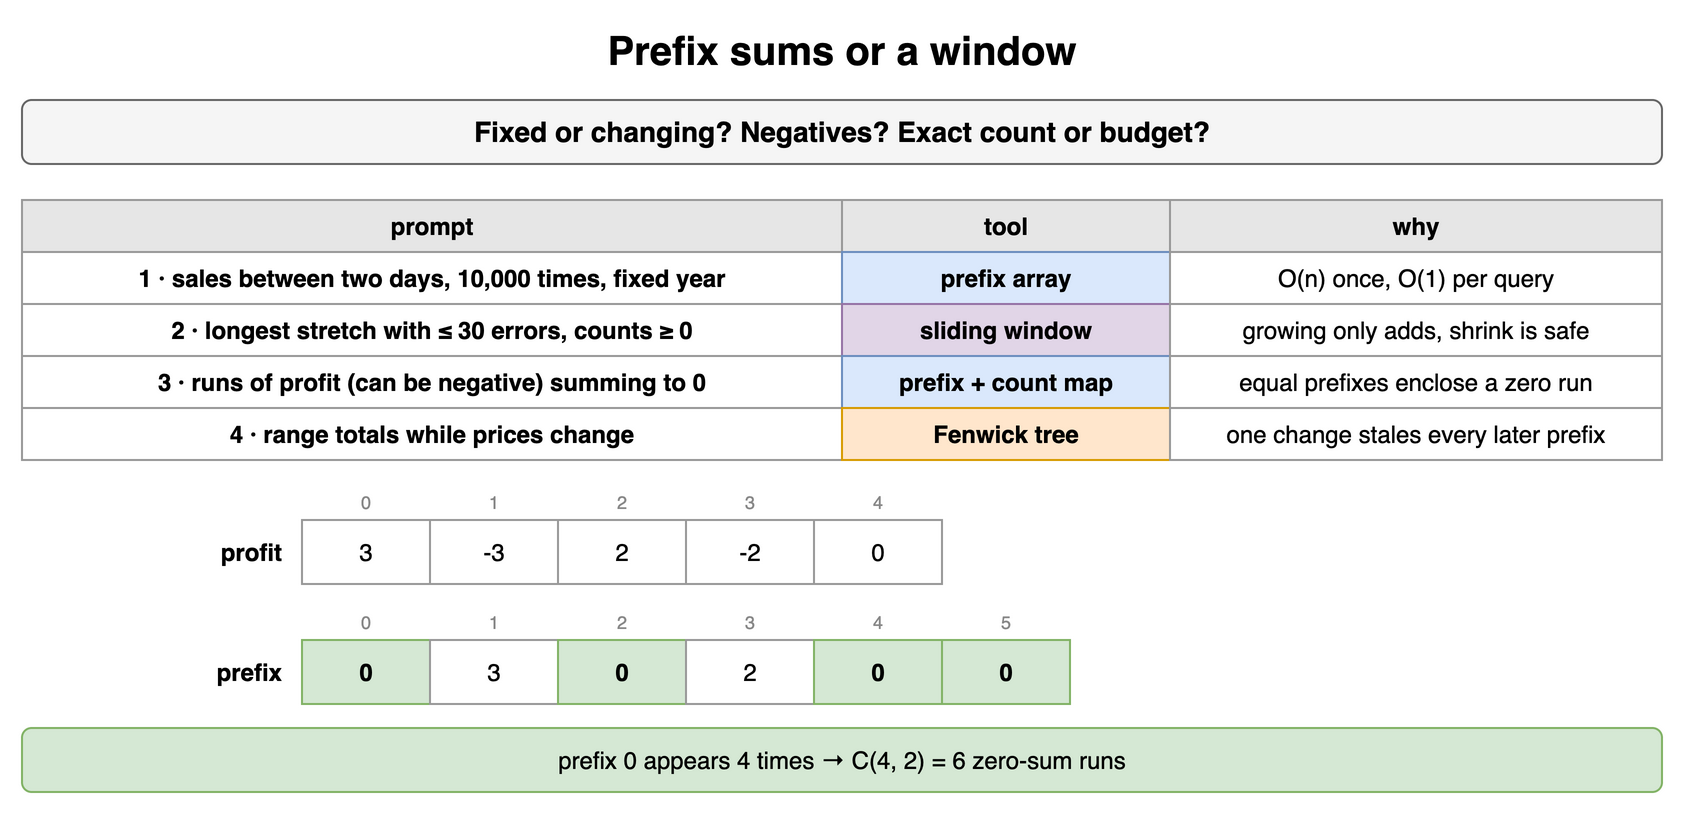 Prefix sums or a window
Fixed or changing? Negatives? Exact count or budget?
prompt tool why
1 · sales between two days, 10,000 times, fixed year prefix array O(n) once, O(1) per query
2 · longest stretch with ≤ 30 errors, counts ≥ 0 sliding window growing only adds, shrink is safe
3 · runs of profit (can be negative) summing to 0 prefix + count map equal prefixes enclose a zero run
4 · range totals while prices change Fenwick tree one change stales every later prefix
0 1 2 3 4
profit 3 -3 2 -2 0
0 1 2 3 4 5
prefix 0 3 0 2 0 0
prefix 0 appears 4 times → C(4, 2) = 6 zero-sum runs